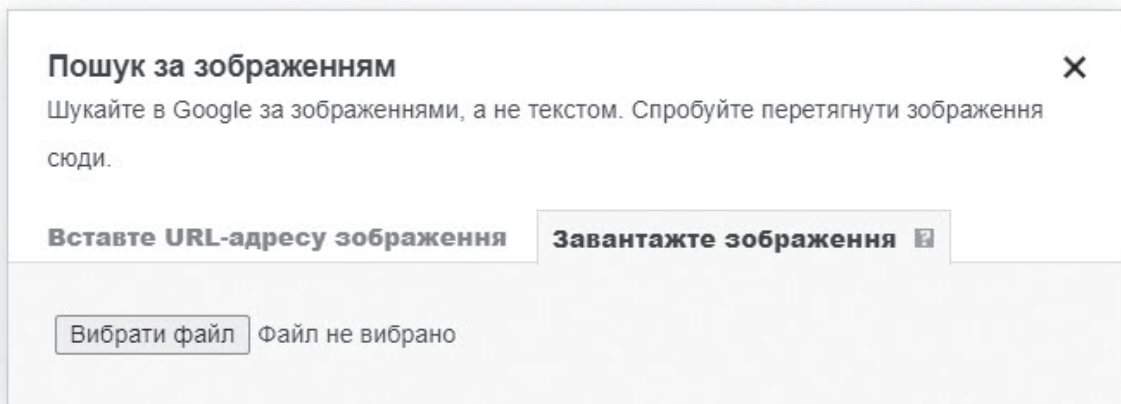 Пошук за зображенням
Шукайте в Google за зображеннями, а не текстом. Спробуйте перетягнути зображення
сюди.
Вставте URL-адресу зображення Завантажте зображення ?
Вибрати файл Файл не вибрано